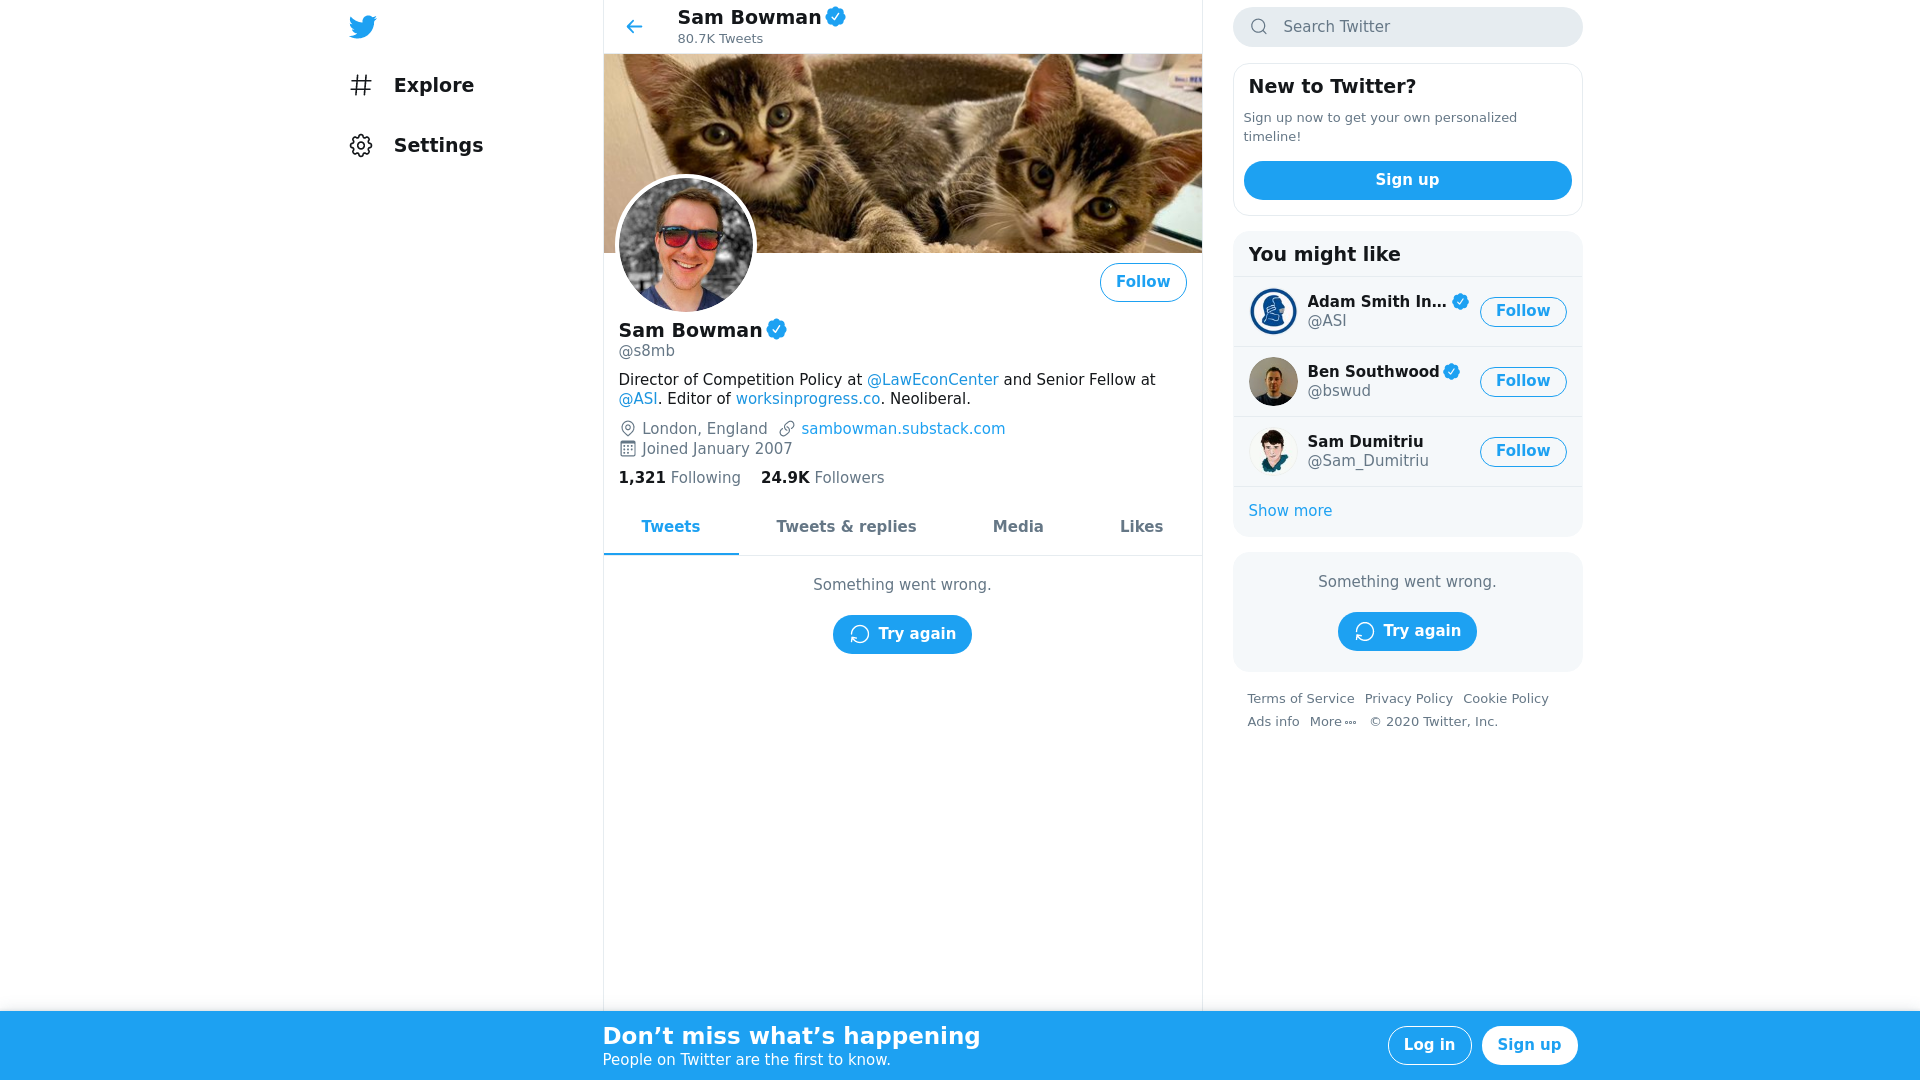 Explore
Settings
Sam Bowman
80.7K Tweets
Follow
Sam Bowman
@s8mb
Director of Competition Policy at @LawEconCenter and Senior Fellow at
@ASI. Editor of worksinprogress.co. Neoliberal.
London, England sambowman.substack.com
Joined January 2007
1,321 Following 24.9K Followers
Tweets Tweets & replies Media Likes
Something went wrong.
Try again
Search Twitter
New to Twitter?
Sign up now to get your own personalized
timeline!
Sign up
You might like
Adam Smith In…
@ASI
Follow
Ben Southwood
@bswud
Follow
Sam Dumitriu
@Sam_Dumitriu
Follow
Show more
Something went wrong.
Try again
Terms of Service Privacy Policy Cookie Policy
Ads info More © 2020 Twitter, Inc.
Don’t miss what’s happening
People on Twitter are the first to know.
Log in Sign up